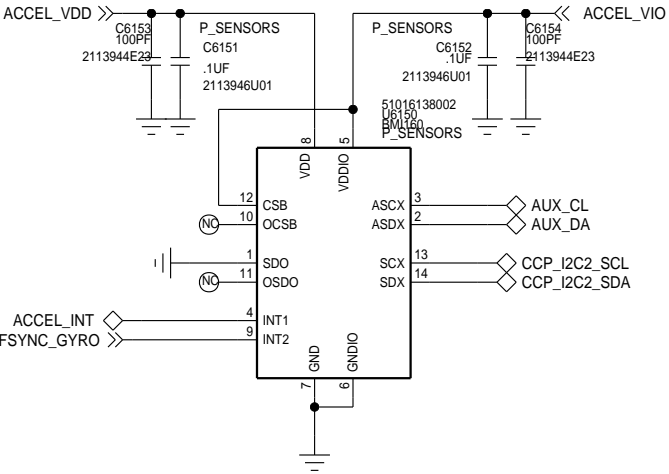 ACCEL_VDD
C6153
100PF
2113944E23
P_SENSORS
C6151
.1UF
2113946U01
P_SENSORS
C6152
.1UF
2113946U01
C6154
100PF
2113944E23
ACCEL_VIO
51016138002
U6150
BMI160
P_SENSORS
8
5
VDD
VDDIO
12
CSB
10
NC
OCSB
1
SDO
11
NC
OSDO
ACCEL_INT
4
INT1
FSYNC_GYRO
9
INT2
ASCX
3
AUX_CL
ASDX
2
AUX_DA
SCX
13
CCP_I2C2_SCL
SDX
14
CCP_I2C2_SDA
GND
GNDIO
7
6